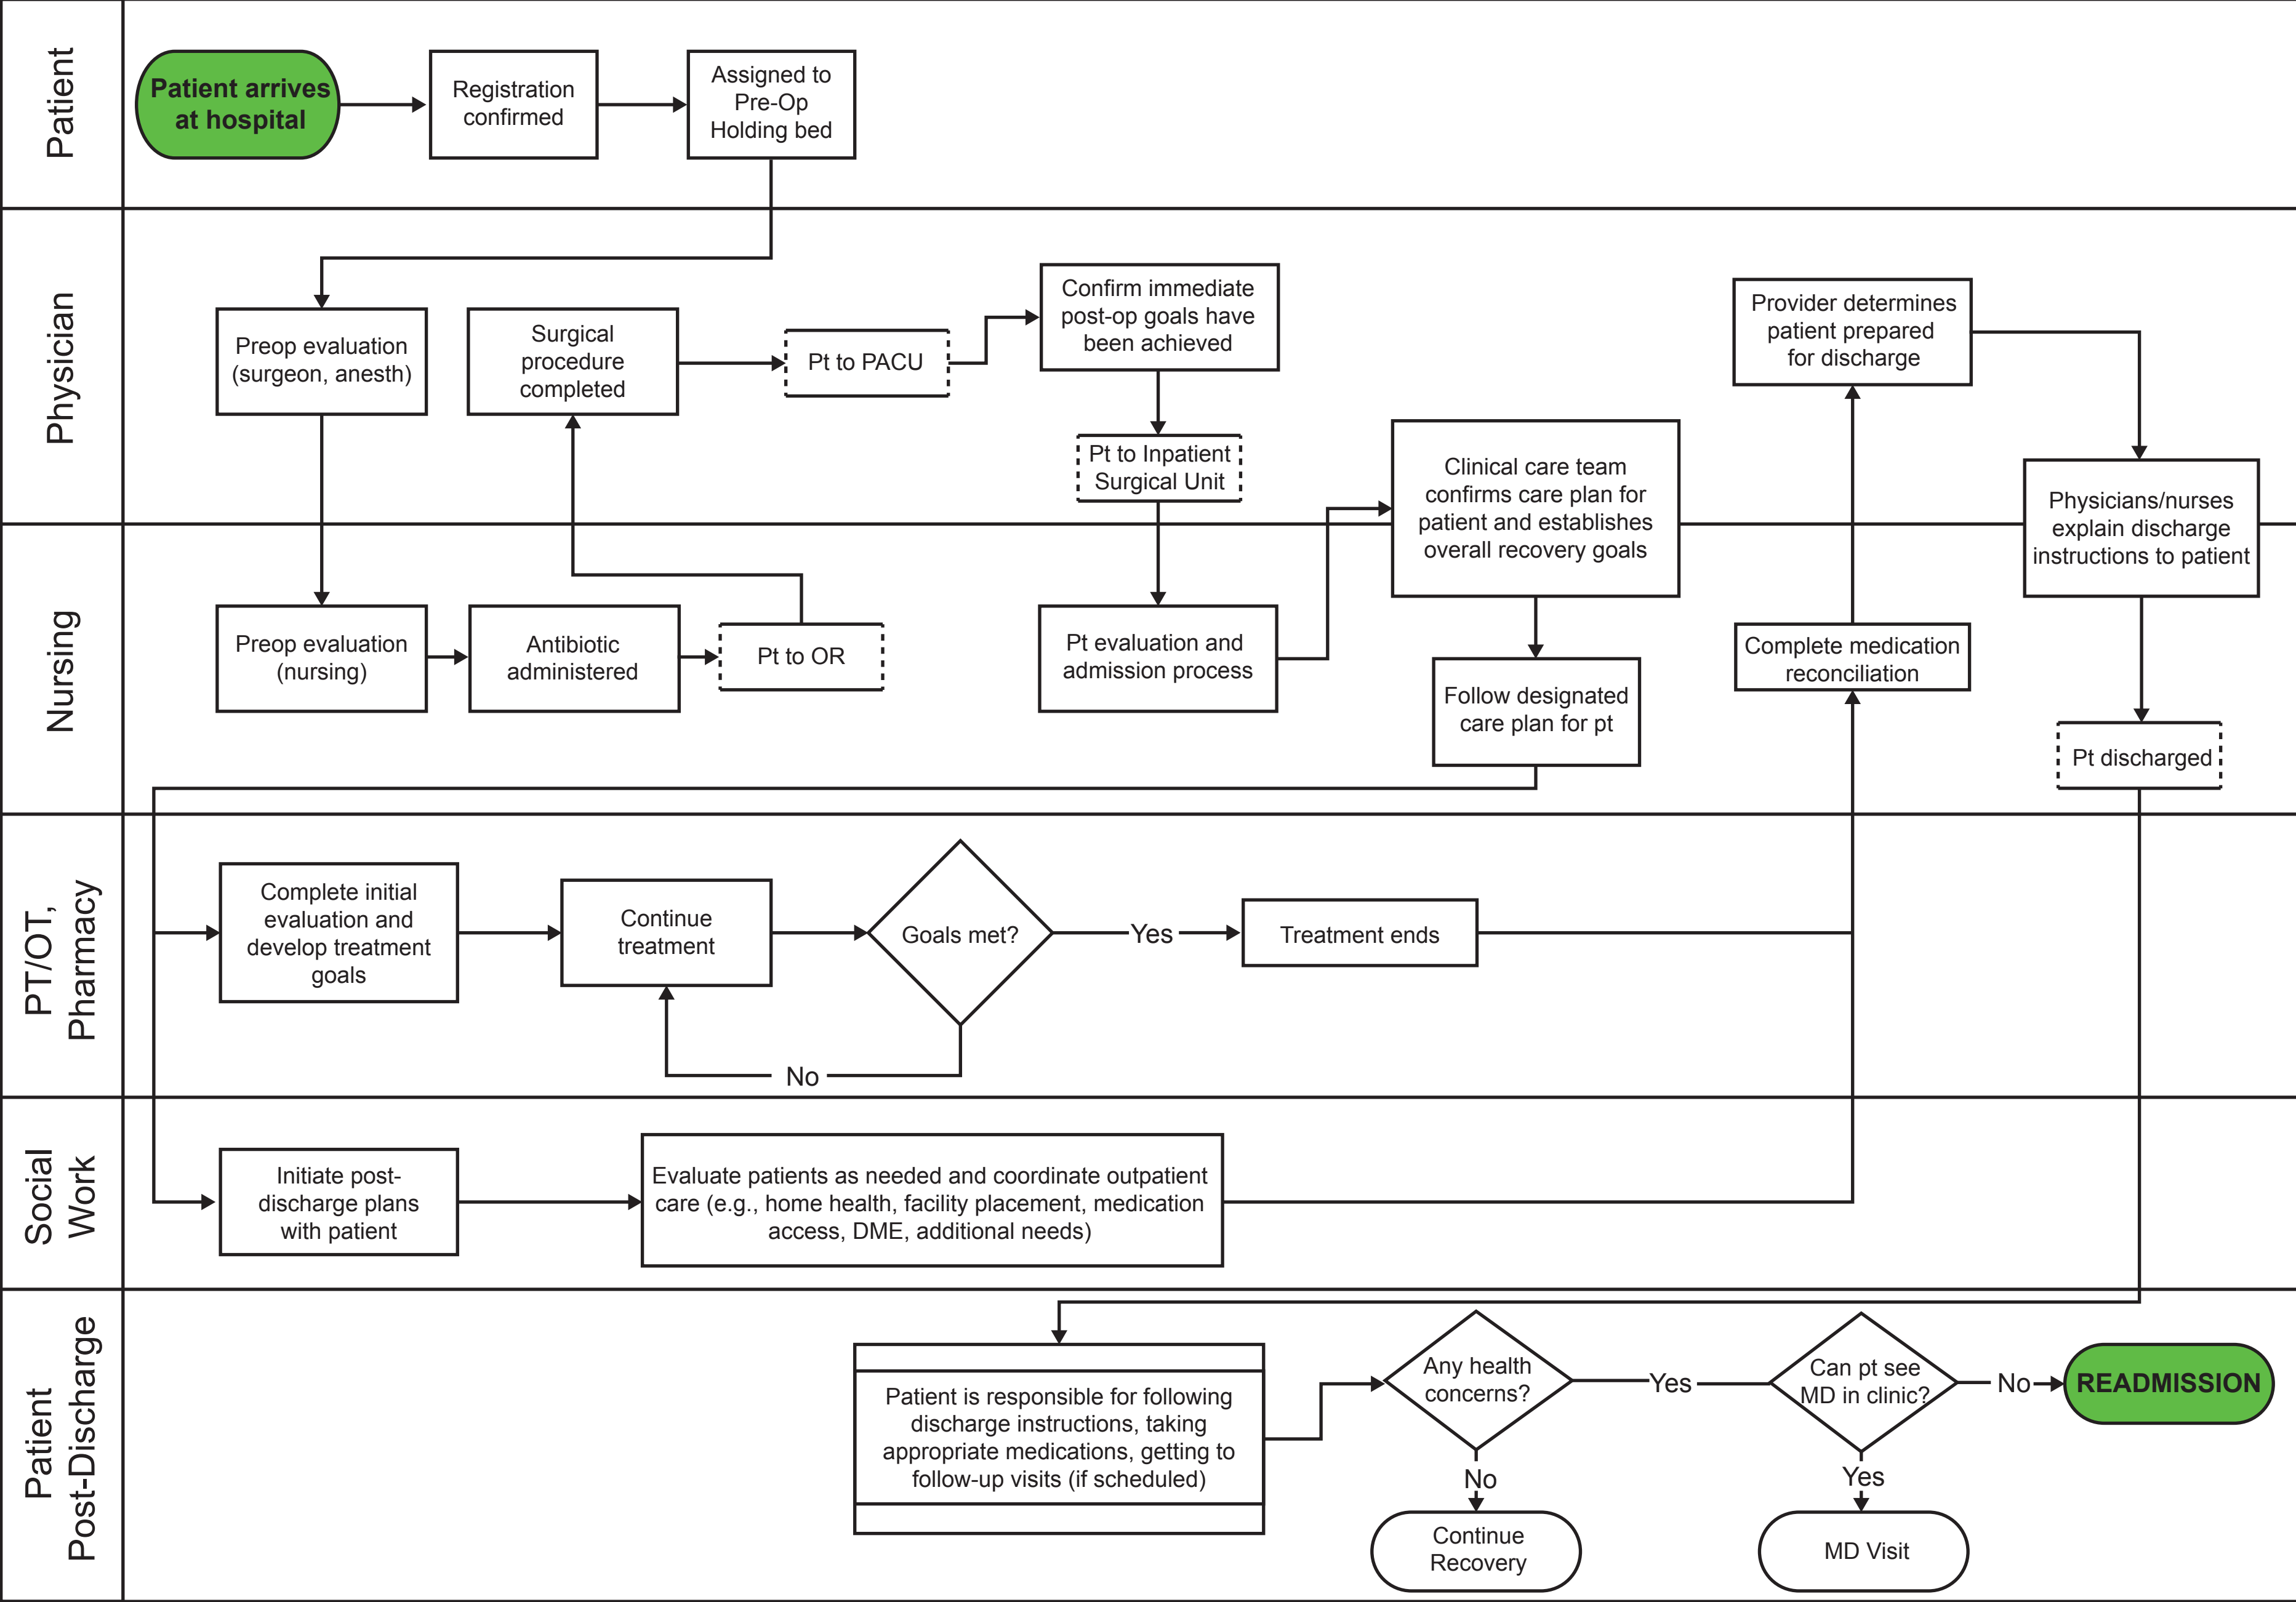 Patient
Patient arrives
at hospital
Registration
confirmed
Assigned to
Pre-Op
Holding bed
Physician
Preop evaluation
(surgeon, anesth)
Surgical
procedure
completed
Pt to PACU
Confirm immediate
post-op goals have
been achieved
Pt to Inpatient
Surgical Unit
Clinical care team
confirms care plan for
patient and establishes
overall recovery goals
Provider determines
patient prepared
for discharge
Physicians/nurses
explain discharge
instructions to patient
Nursing
Preop evaluation
(nursing)
Antibiotic
administered
Pt to OR
Pt evaluation and
admission process
Follow designated
care plan for pt
Complete medication
reconciliation
Pt discharged
PT/OT,
Pharmacy
Complete initial
evaluation and
develop treatment
goals
Continue
treatment
Goals met?
Yes
Treatment ends
No
Social
Work
Initiate post-
discharge plans
with patient
Evaluate patients as needed and coordinate outpatient
care (e.g., home health, facility placement, medication
access, DME, additional needs)
Patient
Post-Discharge
Patient is responsible for following
discharge instructions, taking
appropriate medications, getting to
follow-up visits (if scheduled)
Any health
concerns?
Yes
Can pt see
MD in clinic?
No
READMISSION
No
Continue
Recovery
Yes
MD Visit